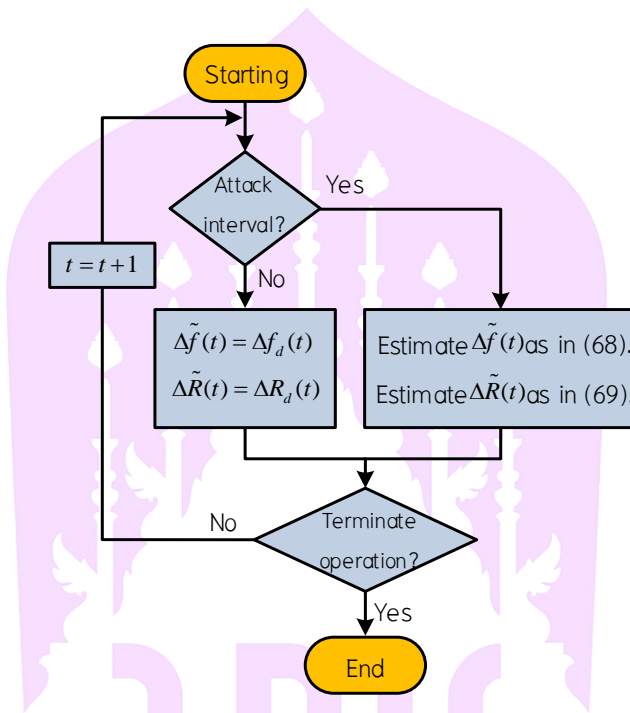 Starting
Attack
interval?
Yes
No
t = t + 1
Δf̃(t) = Δf_d(t)
ΔR̃(t) = ΔR_d(t)
Estimate Δf̃(t) as in (68).
Estimate ΔR̃(t) as in (69).
No
Terminate
operation?
Yes
End